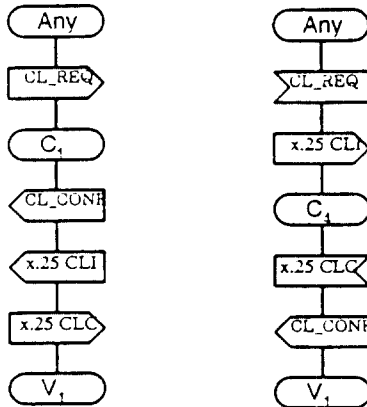 Any
CL_REQ
C₁
CL_CONF
x.25 CLI
x.25 CLC
V₁
Any
CL_REQ
x.25 CLI
C₁
x.25 CLC
CL_CONF
V₁